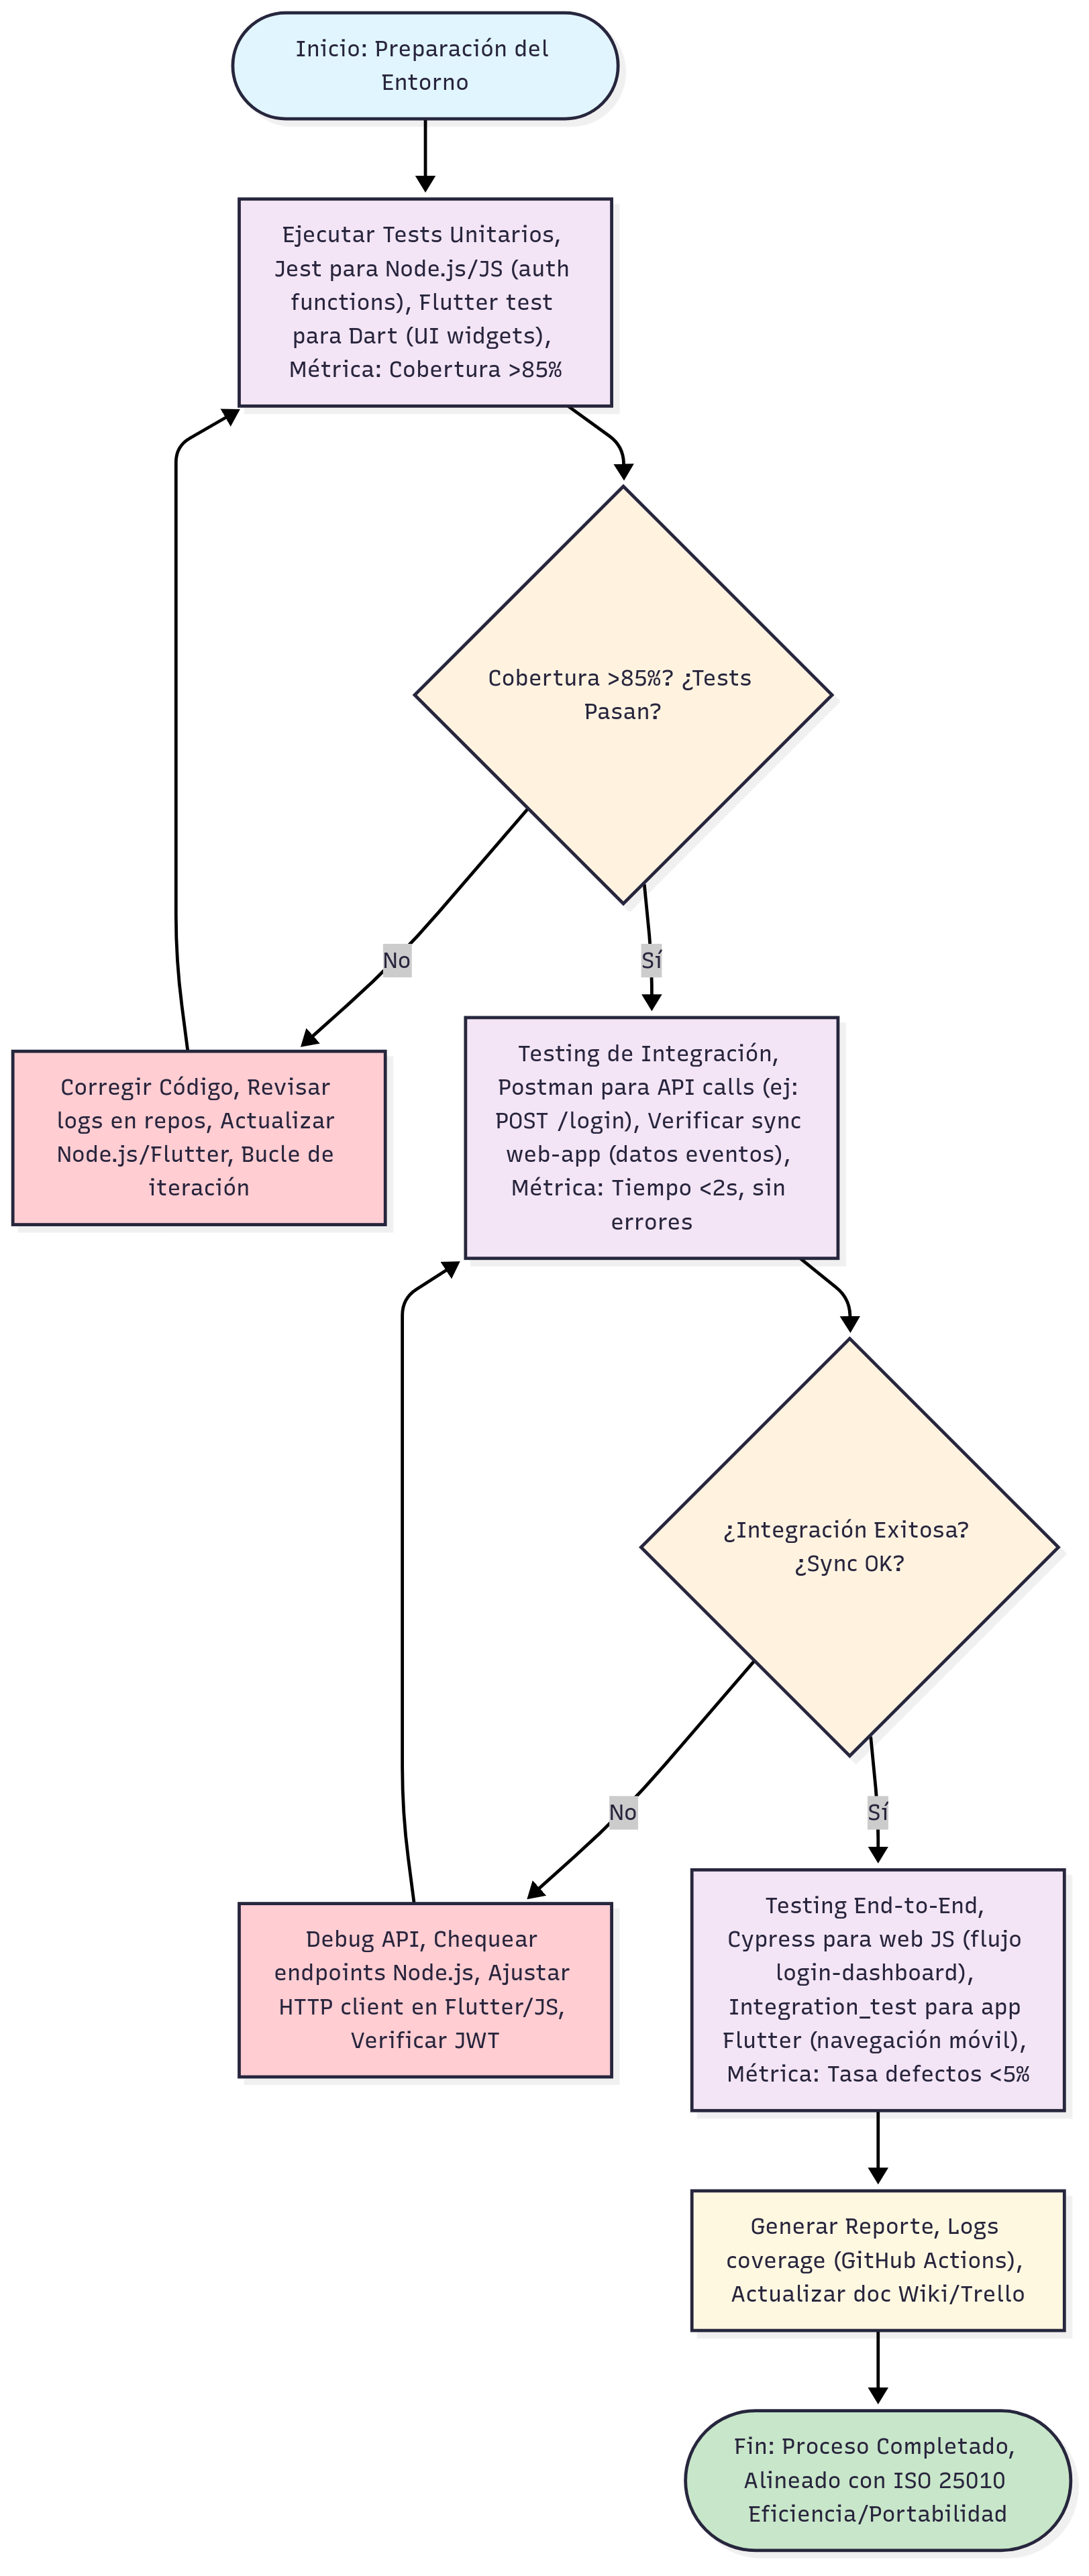 Inicio: Preparación del
Entorno
Ejecutar Tests Unitarios,
Jest para Node.js/JS (auth
functions), Flutter test
para Dart (UI widgets),
Métrica: Cobertura >85%
Cobertura >85%? ¿Tests
Pasan?
No
Sí
Corregir Código, Revisar
logs en repos, Actualizar
Node.js/Flutter, Bucle de
iteración
Testing de Integración,
Postman para API calls (ej:
POST /login), Verificar sync
web-app (datos eventos),
Métrica: Tiempo <2s, sin
errores
¿Integración Exitosa?
¿Sync OK?
No
Sí
Debug API, Chequear
endpoints Node.js, Ajustar
HTTP client en Flutter/JS,
Verificar JWT
Testing End-to-End,
Cypress para web JS (flujo
login-dashboard),
Integration_test para app
Flutter (navegación móvil),
Métrica: Tasa defectos <5%
Generar Reporte, Logs
coverage (GitHub Actions),
Actualizar doc Wiki/Trello
Fin: Proceso Completado,
Alineado con ISO 25010
Eficiencia/Portabilidad